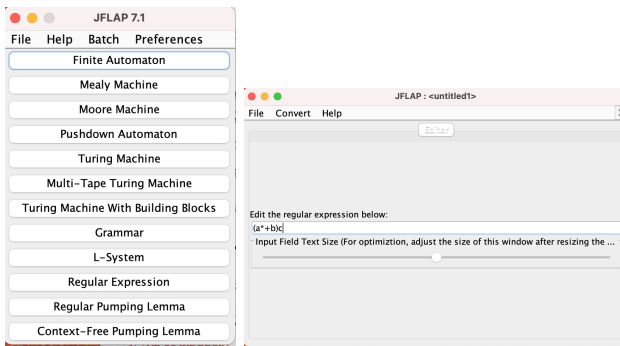 JFLAP 7.1
File Help Batch Preferences
Finite Automaton
Mealy Machine
Moore Machine
Pushdown Automaton
Turing Machine
Multi-Tape Turing Machine
Turing Machine With Building Blocks
Grammar
L-System
Regular Expression
Regular Pumping Lemma
Context-Free Pumping Lemma
JFLAP : <untitled1>
File Convert Help
Editor
Edit the regular expression below:
(a*+b)c
Input Field Text Size (For optimiztion, adjust the size of this window after resizing the ...